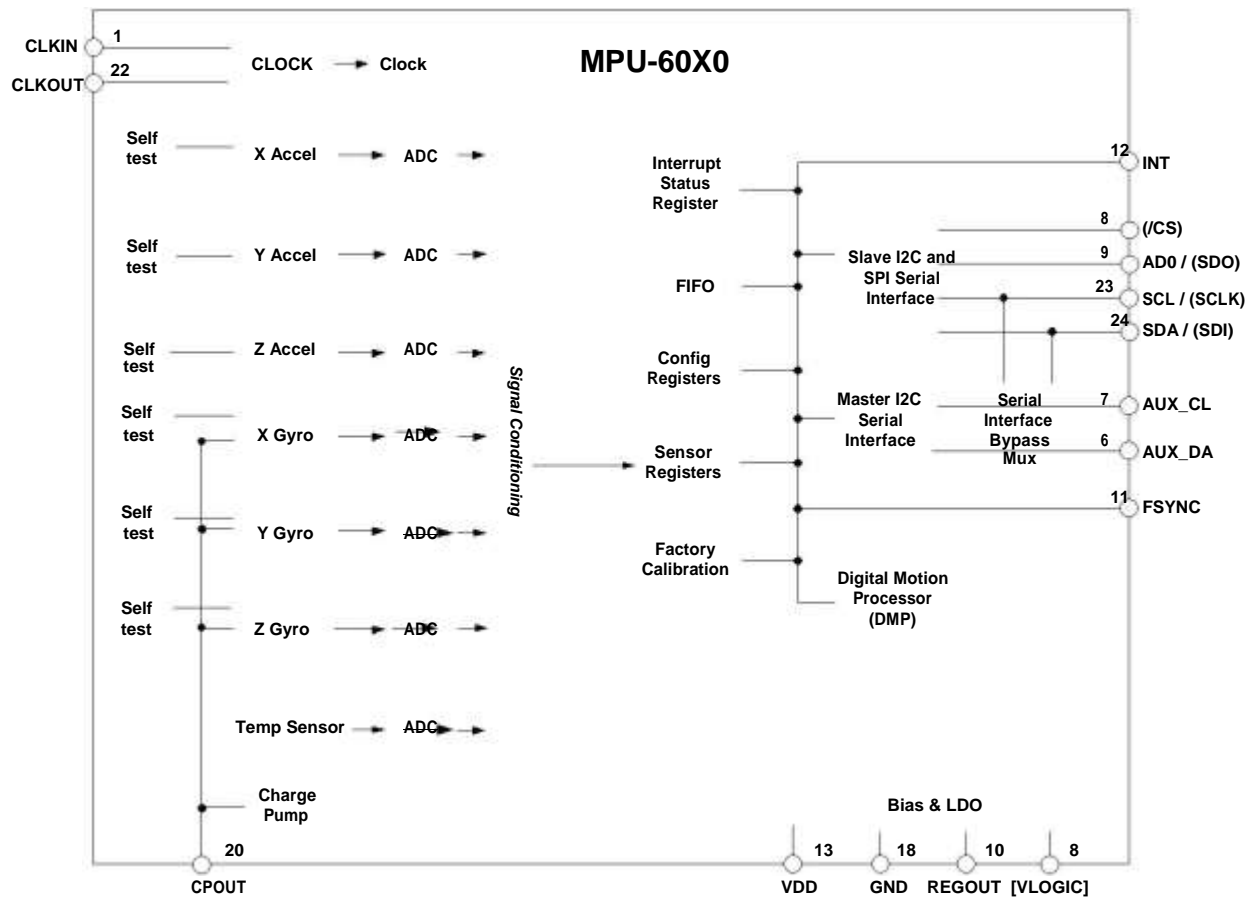 MPU-60X0
1
CLKIN
22
CLKOUT
CLOCK
Clock
Self
test
X Accel
ADC
Self
test
Y Accel
ADC
Self
test
Z Accel
ADC
Self
test
X Gyro
ADC
Self
test
Y Gyro
ADC
Self
test
Z Gyro
ADC
Temp Sensor
ADC
Charge
Pump
20
CPOUT
Signal Conditioning
Interrupt
Status
Register
FIFO
Config
Registers
Sensor
Registers
Factory
Calibration
Slave I2C and
SPI Serial
Interface
Master I2C
Serial
Interface
Serial
Interface
Bypass
Mux
Digital Motion
Processor
(DMP)
12
INT
8
(/CS)
9
AD0 / (SDO)
23
SCL / (SCLK)
24
SDA / (SDI)
7
AUX_CL
6
AUX_DA
11
FSYNC
Bias & LDO
13
VDD
18
GND
10
REGOUT
8
[VLOGIC]